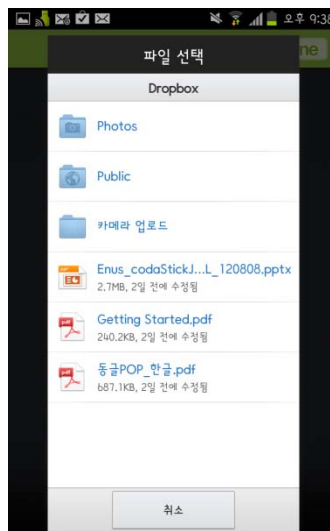 오후 9:38
파일 선택
Dropbox
Photos
Public
카메라 업로드
Enus_codaStickJ...L_120808.pptx
2.7MB, 2일 전에 수정됨
Getting Started.pdf
240.2KB, 2일 전에 수정됨
동글POP_한글.pdf
687.1KB, 2일 전에 수정됨
취소